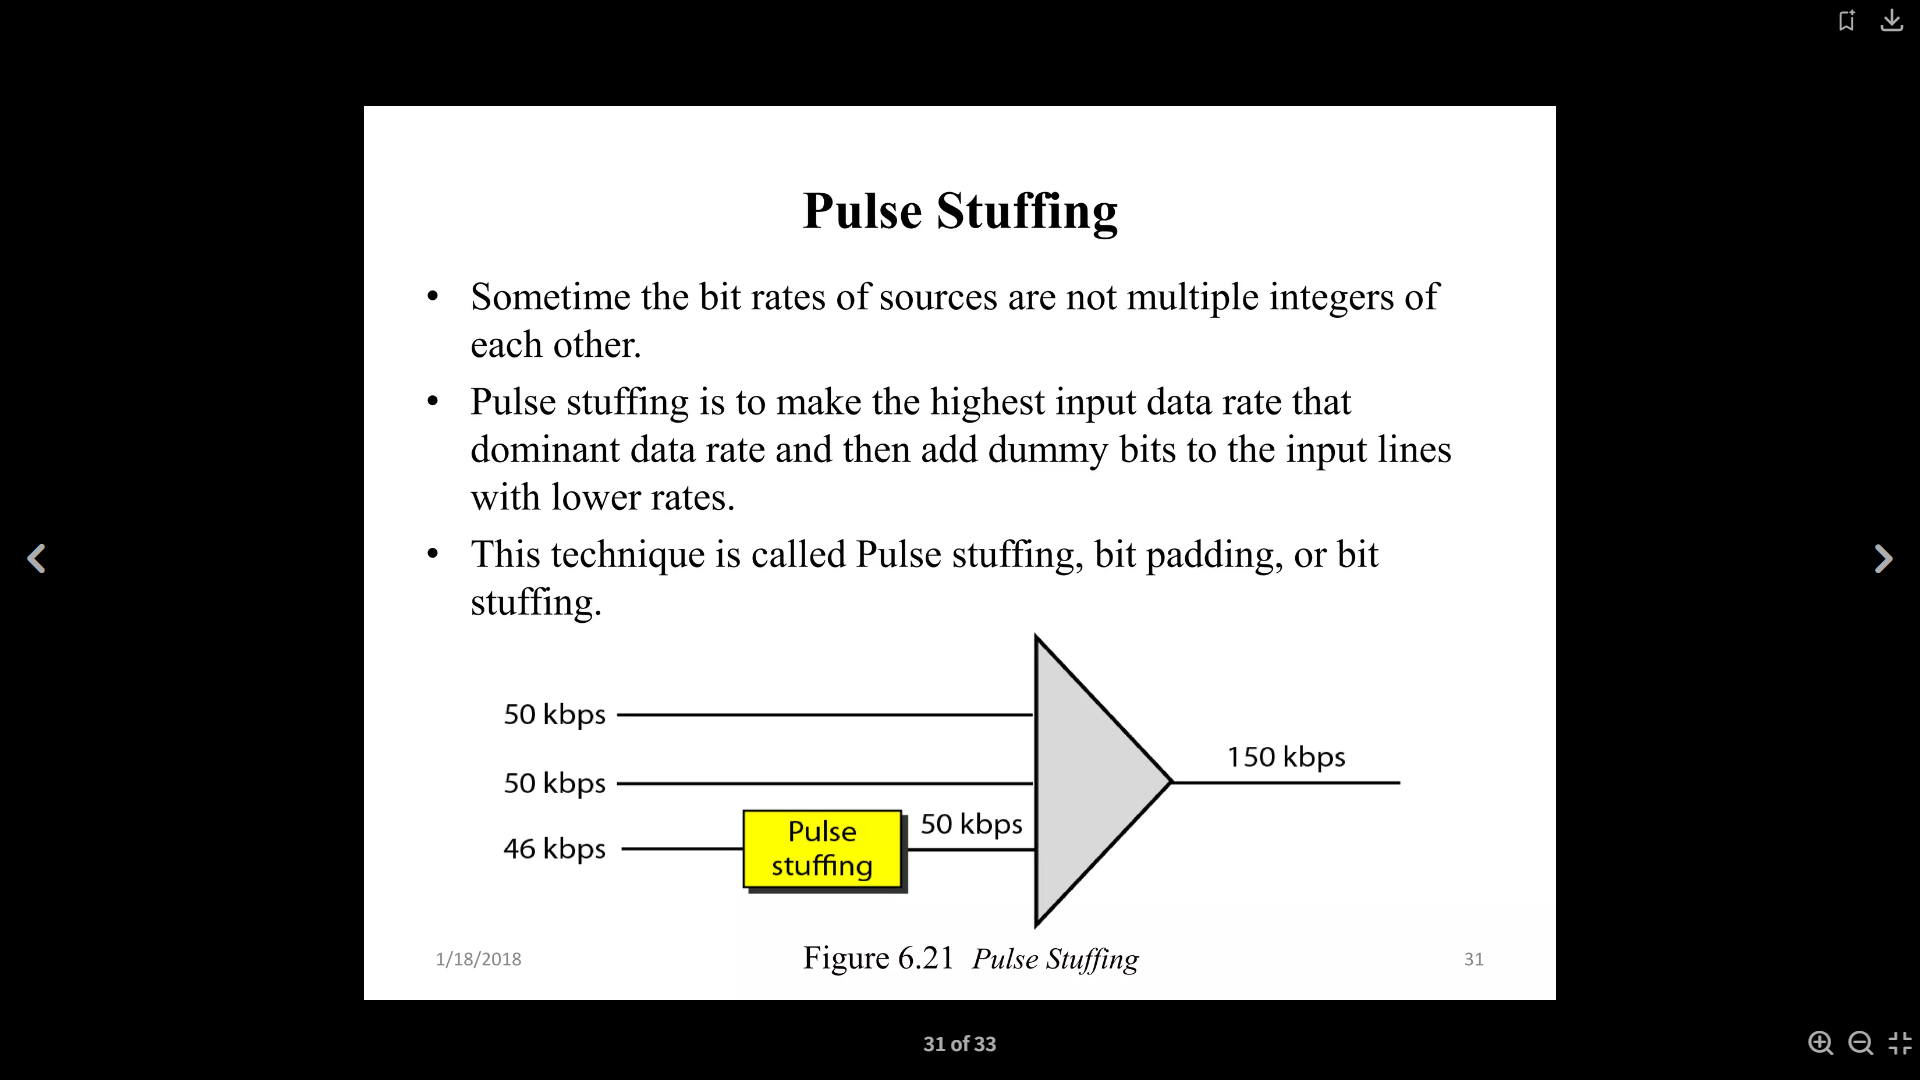 Pulse Stuffing
• Sometime the bit rates of sources are not multiple integers of
each other.
• Pulse stuffing is to make the highest input data rate that
dominant data rate and then add dummy bits to the input lines
with lower rates.
• This technique is called Pulse stuffing, bit padding, or bit
stuffing.
50 kbps
150 kbps
50 kbps
Pulse
stuffing
50 kbps
46 kbps
1/18/2018
Figure 6.21 Pulse Stuffing
31
31 of 33